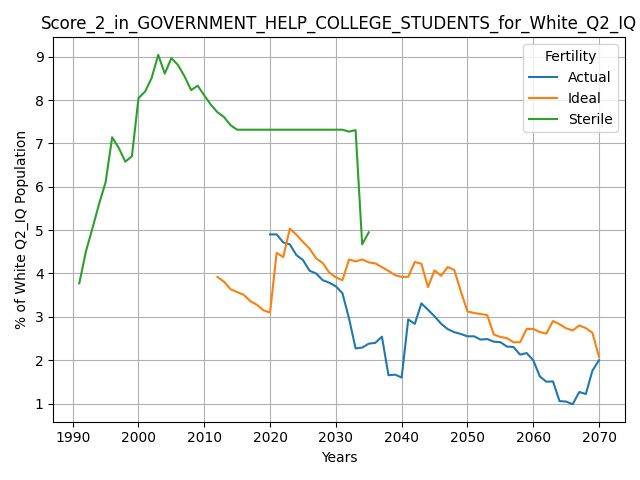 Score_2_in_GOVERNMENT_HELP_COLLEGE_STUDENTS_for_White_Q2_IQ
Fertility
Actual
Ideal
Sterile
% of White Q2_IQ Population
9
8
7
6
5
4
3
2
1
1990 2000 2010 2020 2030 2040 2050 2060 2070
Years